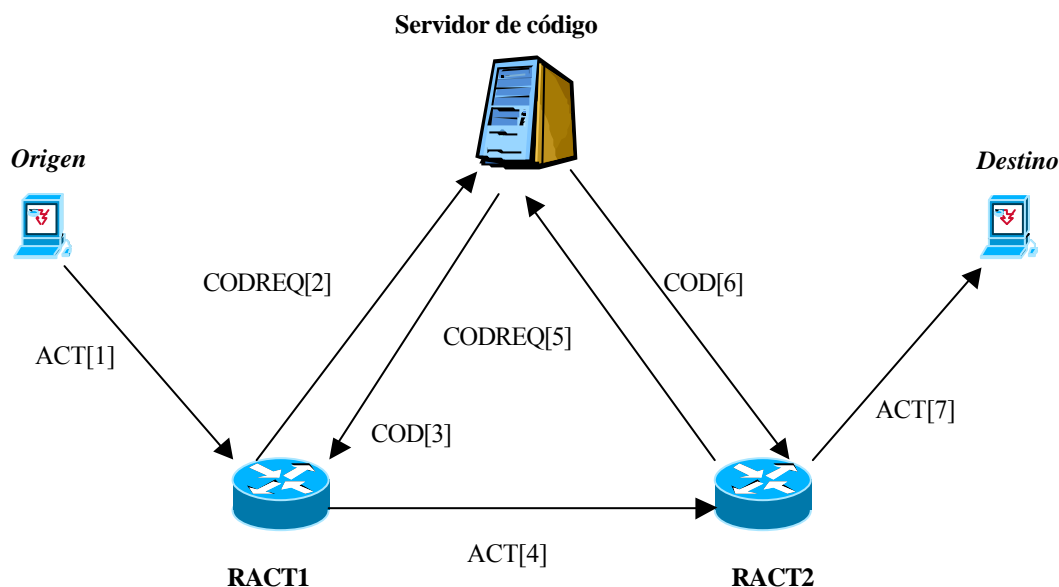 Servidor de código
Origen
Destino
CODREQ[2]
COD[6]
CODREQ[5]
ACT[1]
ACT[7]
COD[3]
ACT[4]
RACT1
RACT2